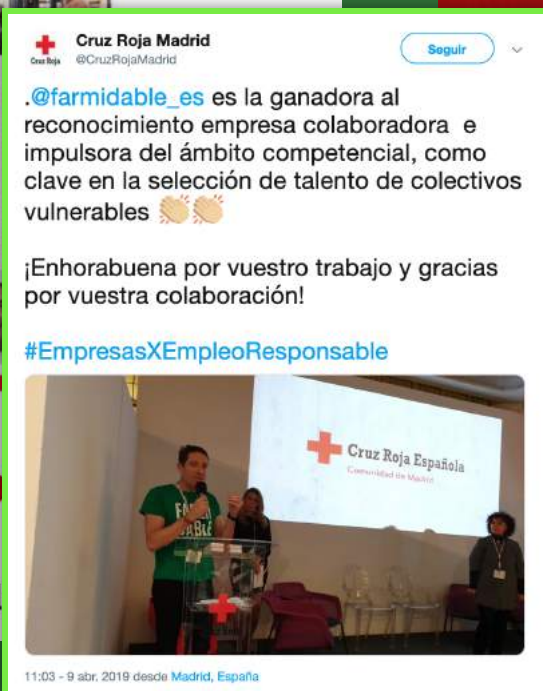 Cruz Roja
Cruz Roja Madrid
@CruzRojaMadrid
Seguir
.@farmidable_es es la ganadora al
reconocimiento empresa colaboradora e
impulsora del ámbito competencial, como
clave en la selección de talento de colectivos
vulnerables 👏🏼👏🏼
¡Enhorabuena por vuestro trabajo y gracias
por vuestra colaboración!
#EmpresasXEmpleoResponsable
Cruz Roja Española
Comunidad de Madrid
11:03 - 9 abr. 2019 desde Madrid, España